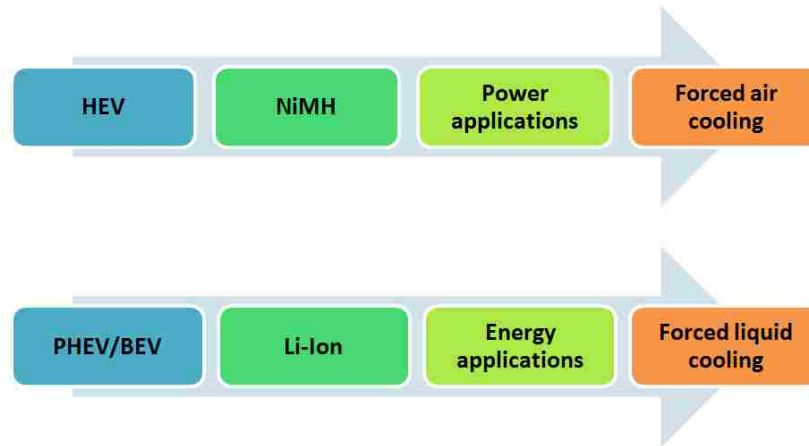 HEV
NiMH
Power
applications
Forced air
cooling
PHEV/BEV
Li-Ion
Energy
applications
Forced liquid
cooling